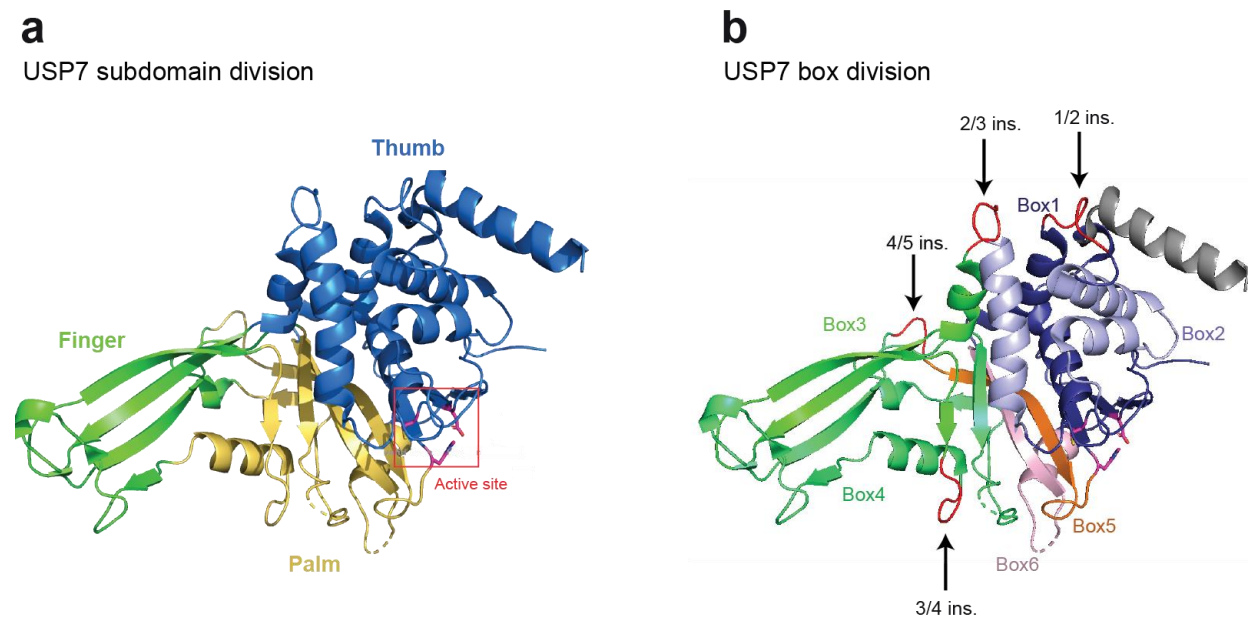 a
USP7 subdomain division
Thumb
Finger
Active site
Palm
b
USP7 box division
1/2 ins.
2/3 ins.
Box1
4/5 ins.
Box3
Box2
Box4
Box5
Box6
3/4 ins.